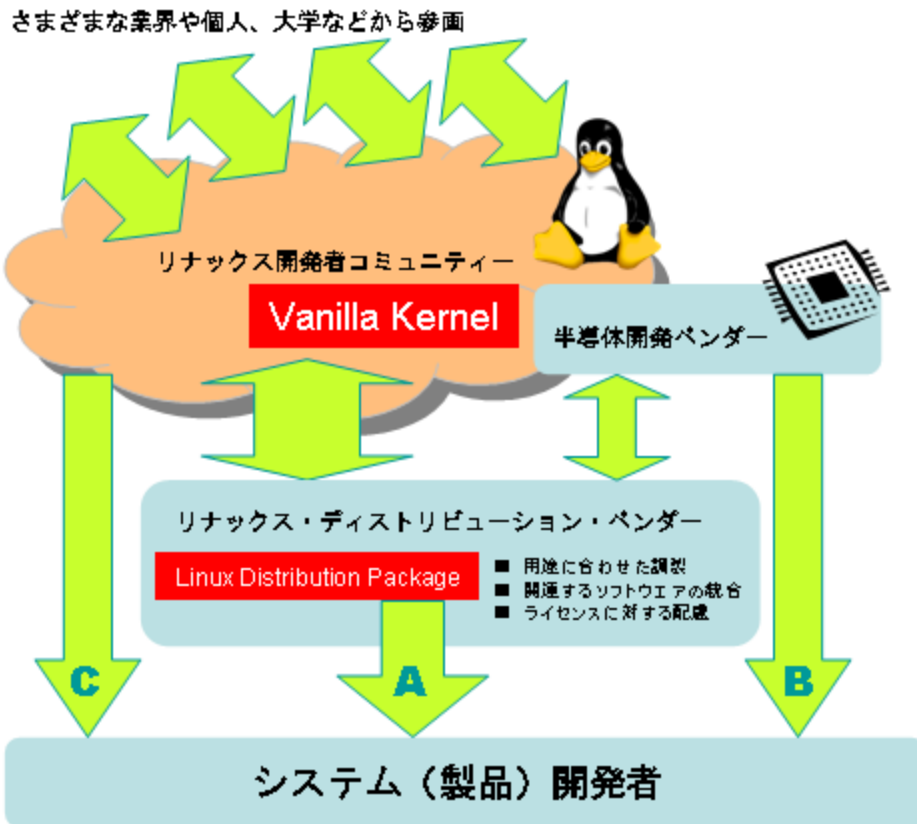 さまざまな業界や個人、大学などから参画
リナックス開発者コミュニティー
Vanilla Kernel
半導体開発ベンダー
リナックス・ディストリビューション・ベンダー
Linux Distribution Package
■ 用途に合わせた調製
■ 関連するソフトウエアの統合
■ ライセンスに対する配慮
C
A
B
システム（製品）開発者